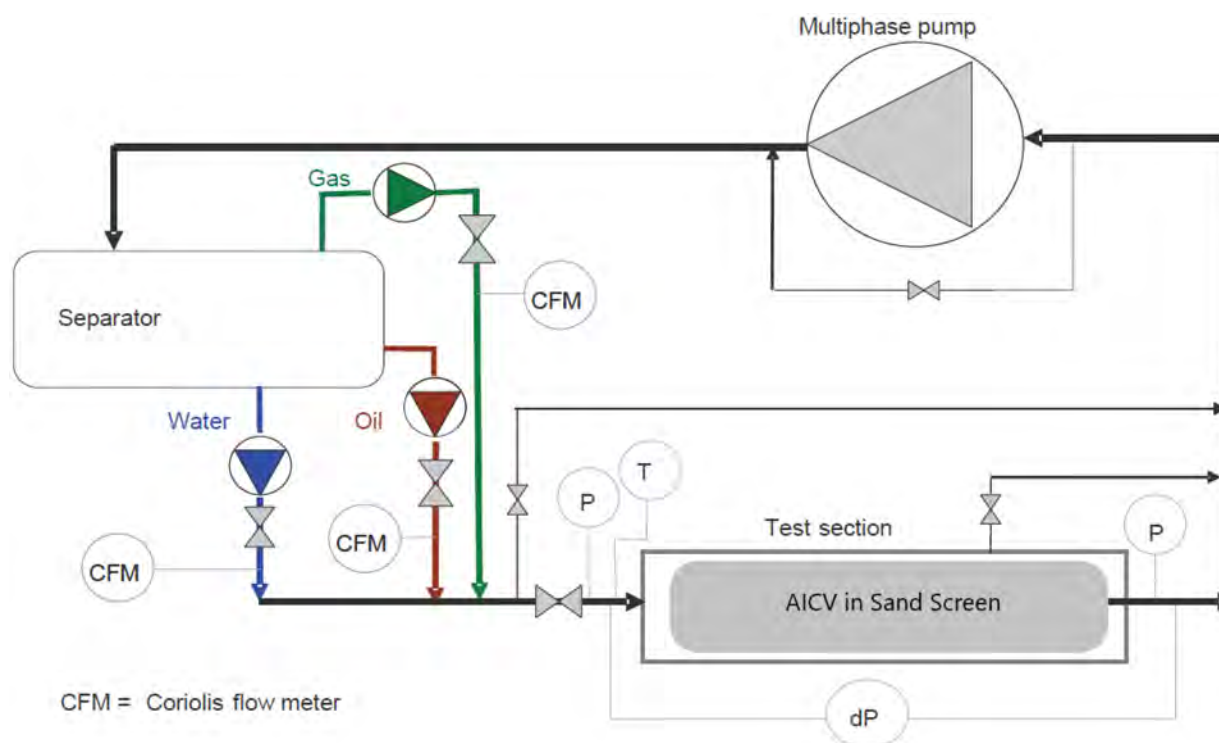 Multiphase pump
Gas
CFM
Separator
Water
Oil
T
P
CFM
CFM
Test section
P
AICV in Sand Screen
CFM = Coriolis flow meter
dP